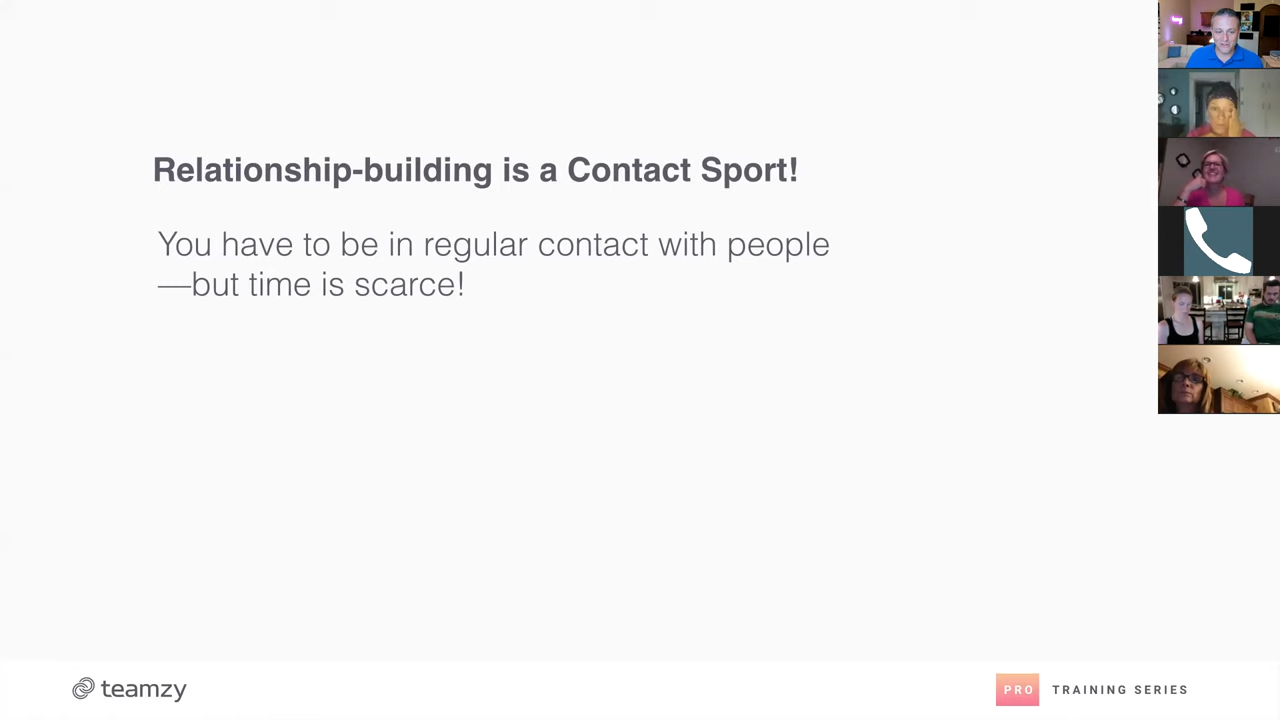 Relationship-building is a Contact Sport!
You have to be in regular contact with people
—but time is scarce!
teamzy
PRO TRAINING SERIES